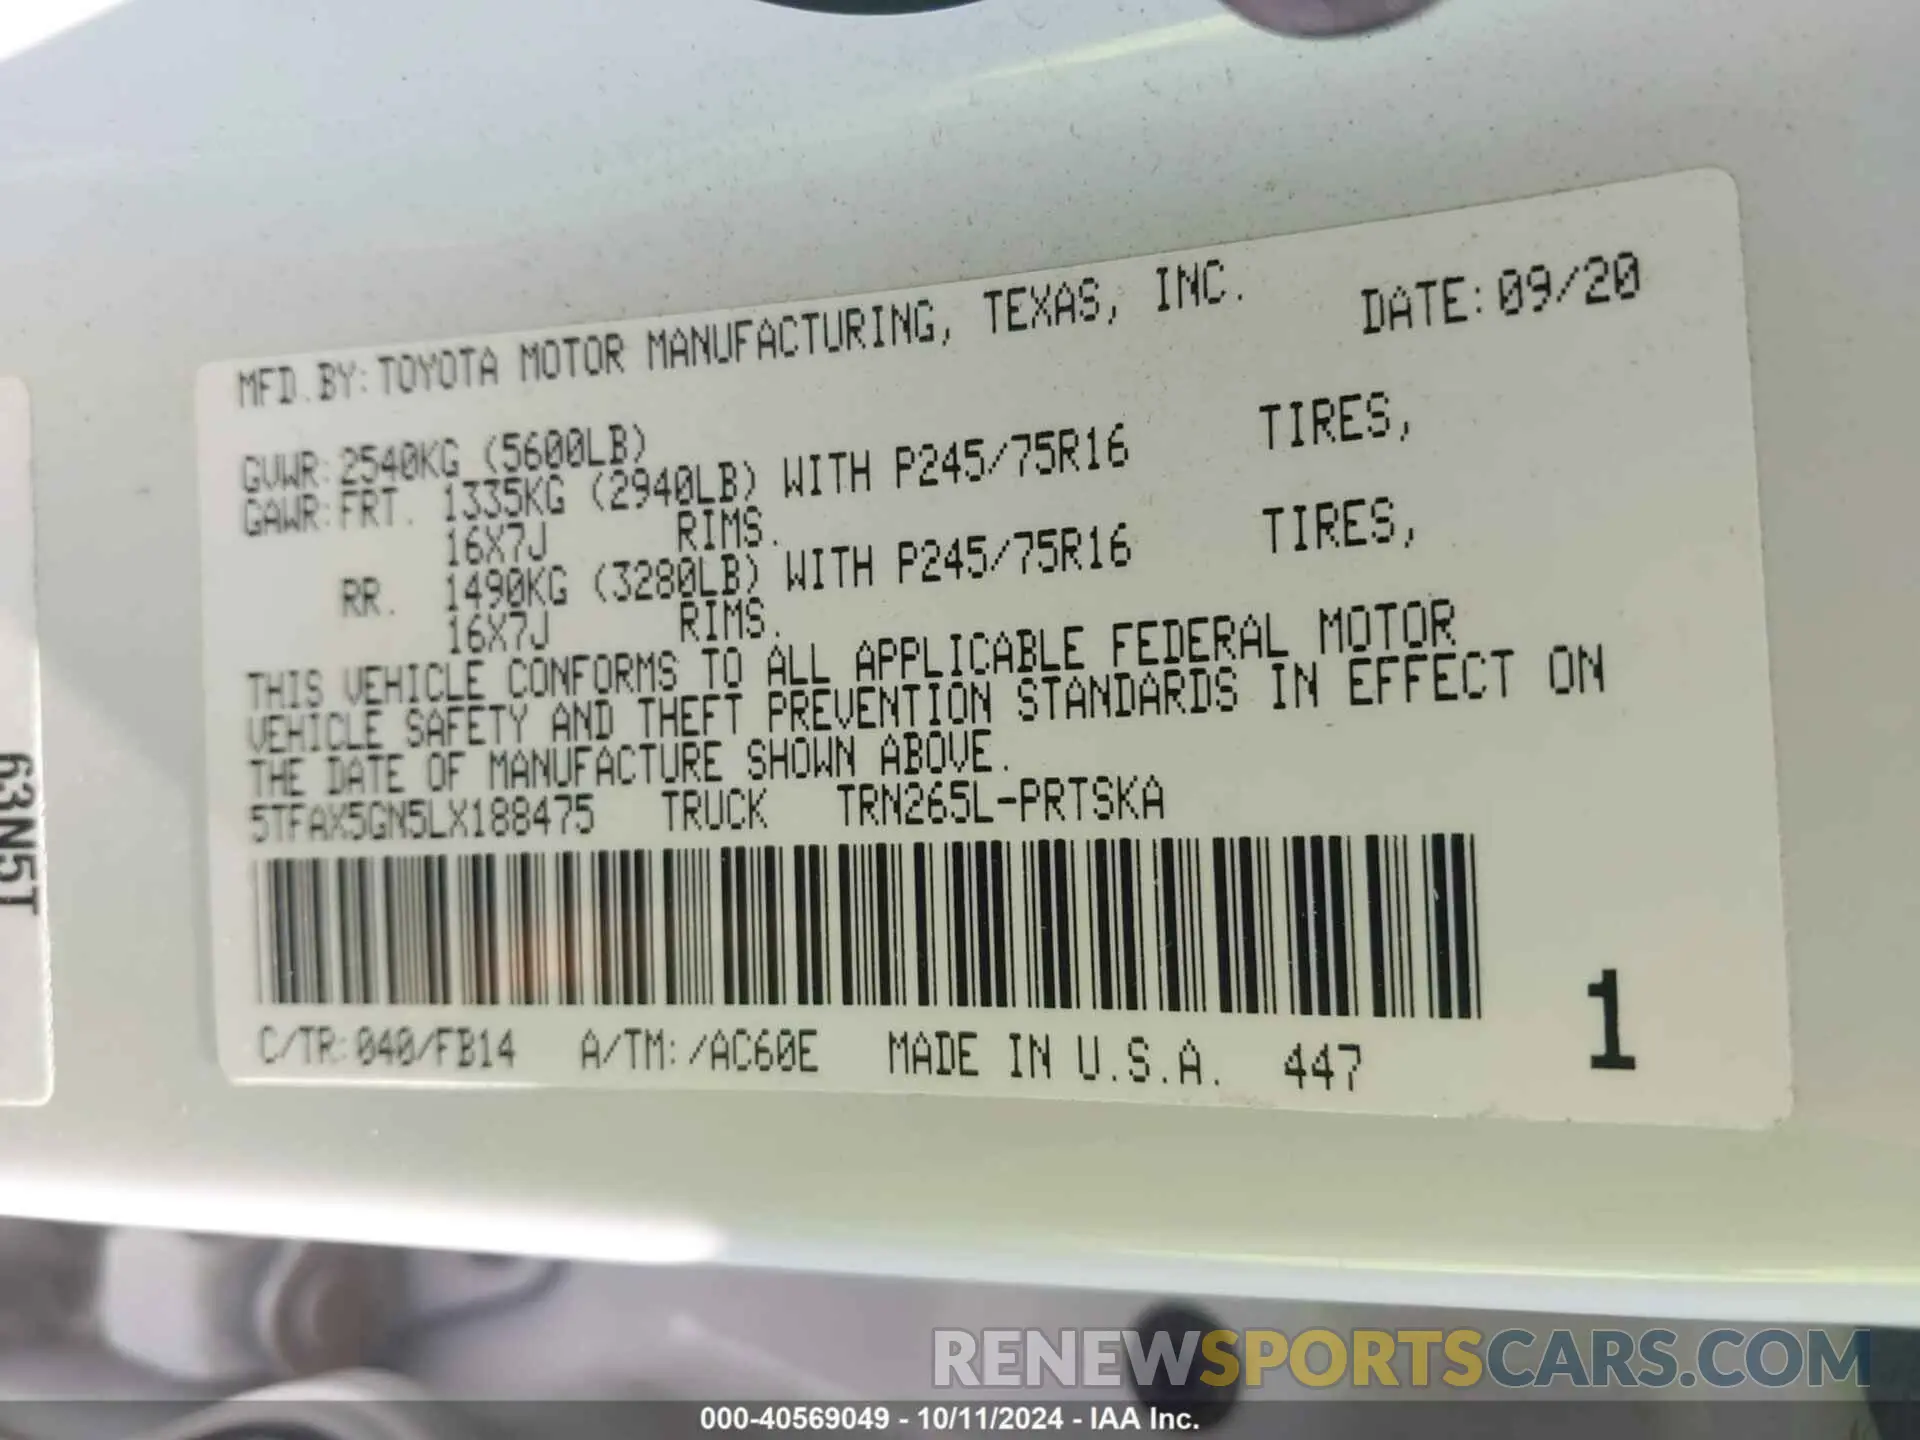 MFD.BY:TOYOTA MOTOR MANUFACTURING, TEXAS, INC. DATE:09/20
GVWR:2540KG (5600LB)
GAWR:FRT. 1335KG (2940LB) WITH P245/75R16 TIRES,
16X7J RIMS.
RR. 1490KG (3280LB) WITH P245/75R16 TIRES,
16X7J RIMS.
THIS VEHICLE CONFORMS TO ALL APPLICABLE FEDERAL MOTOR
VEHICLE SAFETY AND THEFT PREVENTION STANDARDS IN EFFECT ON
THE DATE OF MANUFACTURE SHOWN ABOVE.
5TFAX5GN5LX188475 TRUCK TRN265L-PRTSKA
C/TR:040/FB14 A/TM:/AC60E MADE IN U.S.A. 447 1
RENEWSPORTSCARS.COM
000-40569049 - 10/11/2024 - IAA Inc.